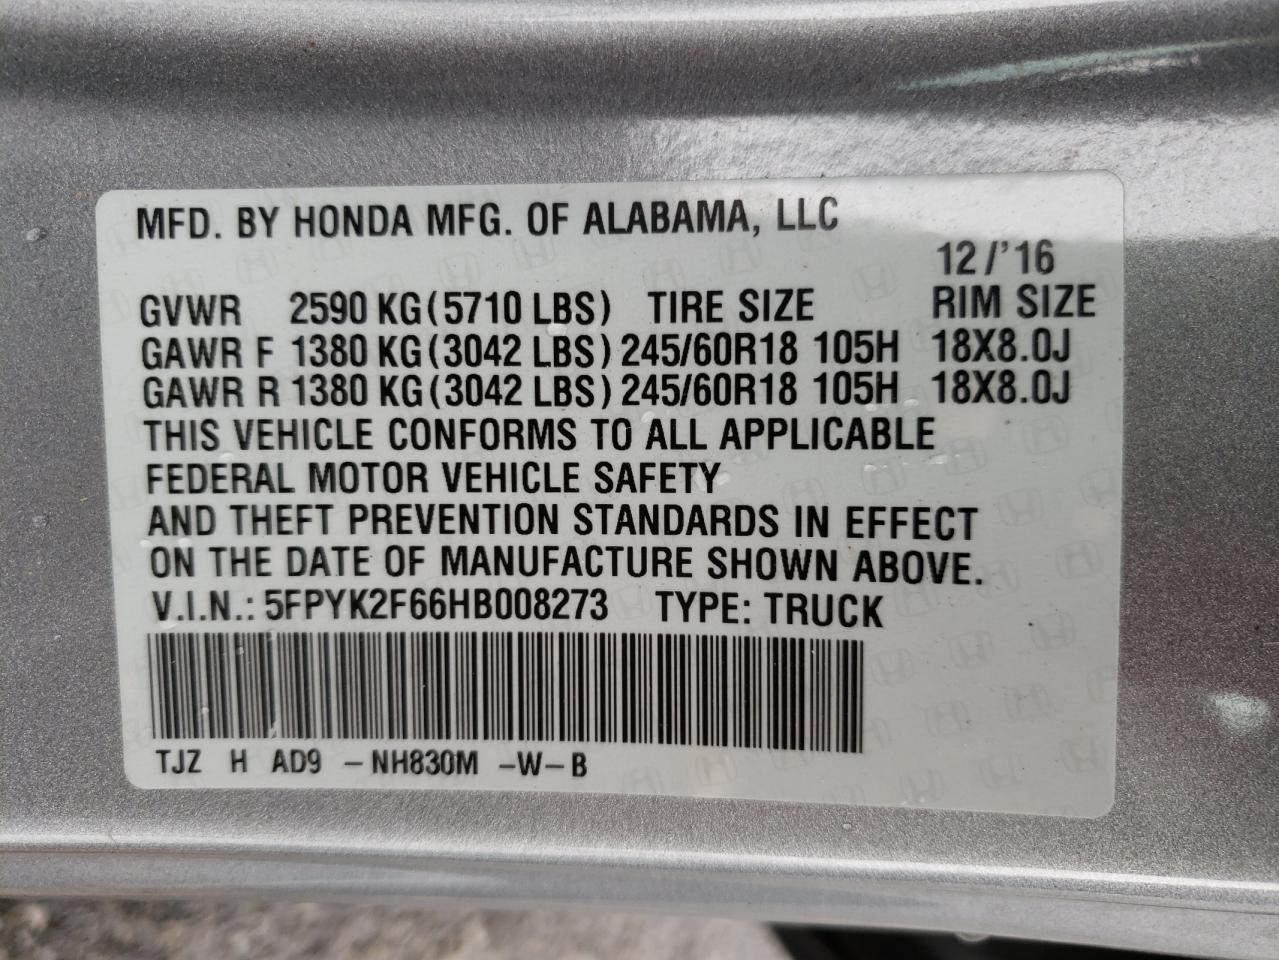 MFD. BY HONDA MFG. OF ALABAMA, LLC
12/'16
GVWR 2590 KG(5710 LBS) TIRE SIZE RIM SIZE
GAWR F 1380 KG(3042 LBS)245/60R18 105H 18X8.0J
GAWR R 1380 KG(3042 LBS)245/60R18 105H 18X8.0J
THIS VEHICLE CONFORMS TO ALL APPLICABLE
FEDERAL MOTOR VEHICLE SAFETY
AND THEFT PREVENTION STANDARDS IN EFFECT
ON THE DATE OF MANUFACTURE SHOWN ABOVE.
V.I.N.: 5FPYK2F66HB008273 TYPE: TRUCK
TJZ H AD9 -NH830M -W-B